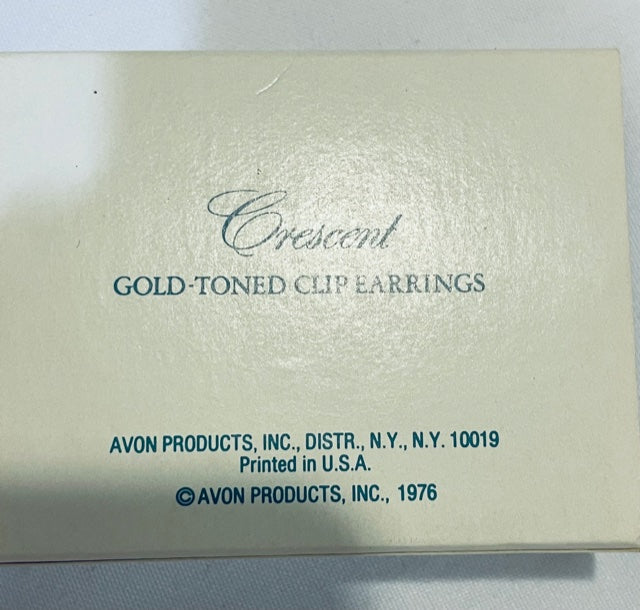 Crescent
GOLD-TONED CLIP EARRINGS
AVON PRODUCTS, INC., DISTR., N.Y., N.Y. 10019
Printed in U.S.A.
© AVON PRODUCTS, INC., 1976